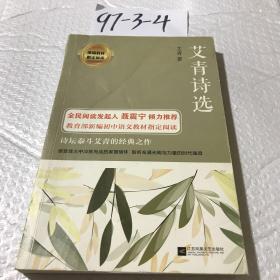 97-3-4
艾青诗选
艾青 著
全民阅读发起人 聂震宁 倾力推荐
教育部新编初中语文教材指定阅读
诗坛泰斗艾青的经典之作
江苏凤凰文艺出版社